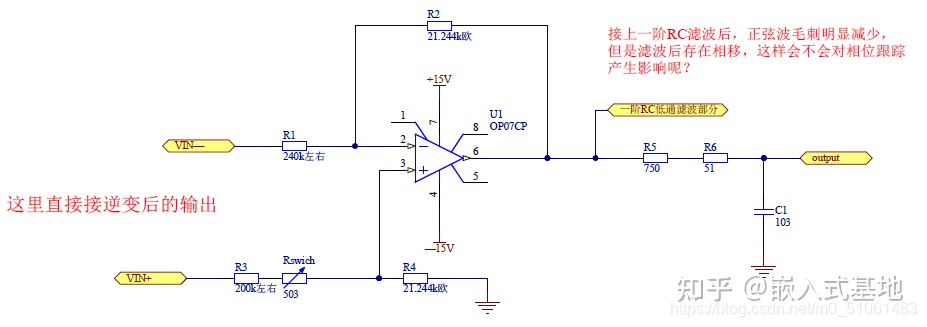 R2
21.244k欧
接上一阶RC滤波后，正弦波毛刺明显减少，
但是滤波后存在相移，这样会不会对相位跟踪
产生影响呢？
+15V
一阶RC低通滤波部分
1
7
8
U1
OP07CP
VIN—
R1
240k左右
2
3
6
5
4
R5
750
R6
51
output
C1
103
这里直接接逆变后的输出
—15V
VIN+
R3
200k左右
Rswich
503
R4
21.244k欧
知乎 @嵌入式基地
https://blog.csdn.net/m0_51061483